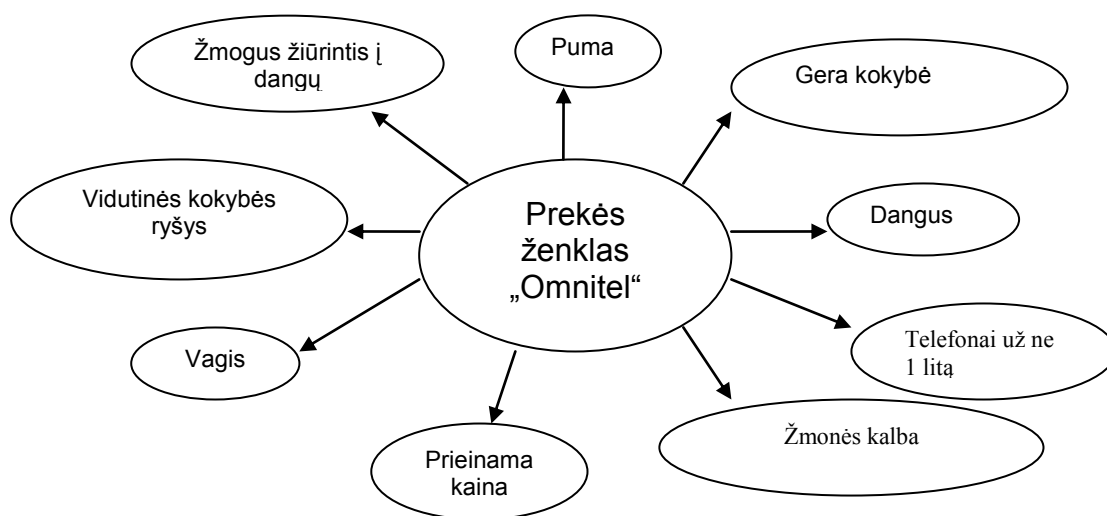 Žmogus žiūrintis į
dangų
Puma
Gera kokybė
Vidutinės kokybės
ryšys
Prekės
ženklas
„Omnitel“
Dangus
Vagis
Telefonai už ne
1 litą
Prieinama
kaina
Žmonės kalba